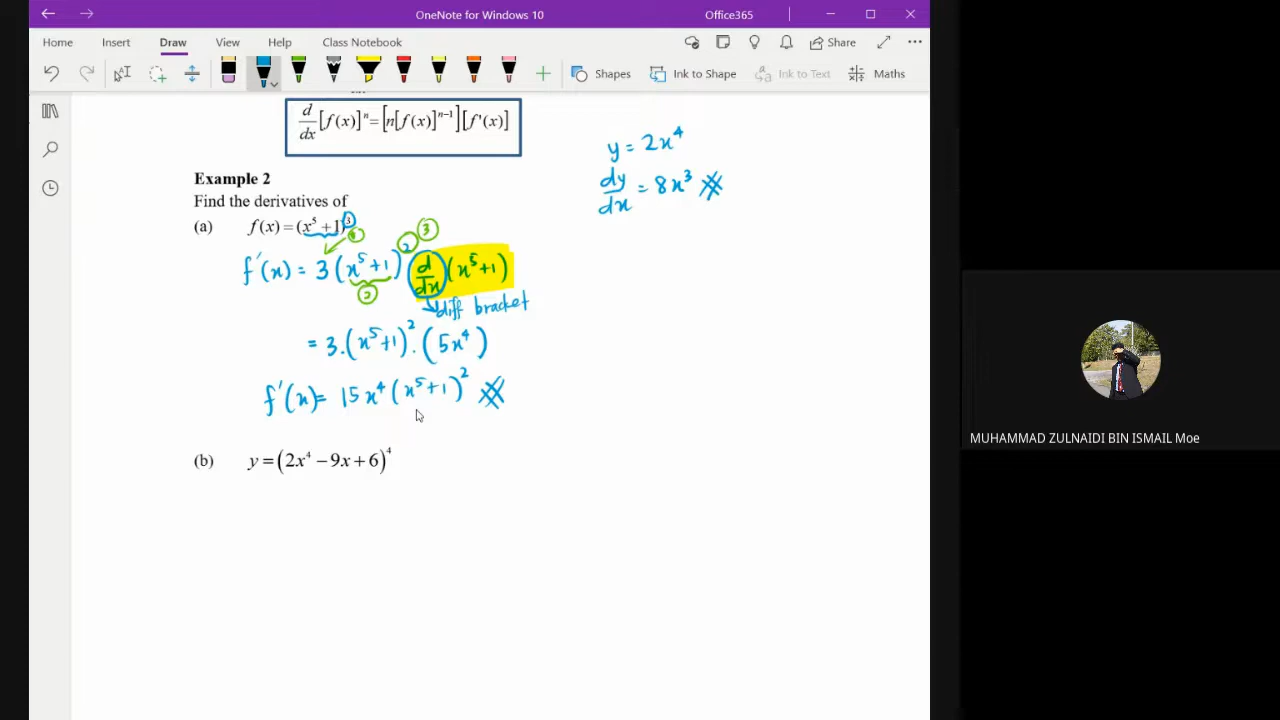 OneNote for Windows 10
Office365
Home Insert Draw View Help Class Notebook
Share
Shapes Ink to Shape Ink to Text Maths
d/dx [f(x)]ⁿ = [n[f(x)]ⁿ⁻¹][f'(x)]
y = 2x⁴
dy/dx = 8x³
Example 2
Find the derivatives of
(a) f(x) = (x⁵ + 1)³
f'(x) = 3(x⁵+1)² d/dx (x⁵+1)
② ③
diff bracket
= 3.(x⁵+1)².(5x⁴)
f'(x) = 15x⁴(x⁵+1)²
(b) y = (2x⁴ − 9x + 6)⁴
MUHAMMAD ZULNAIDI BIN ISMAIL Moe